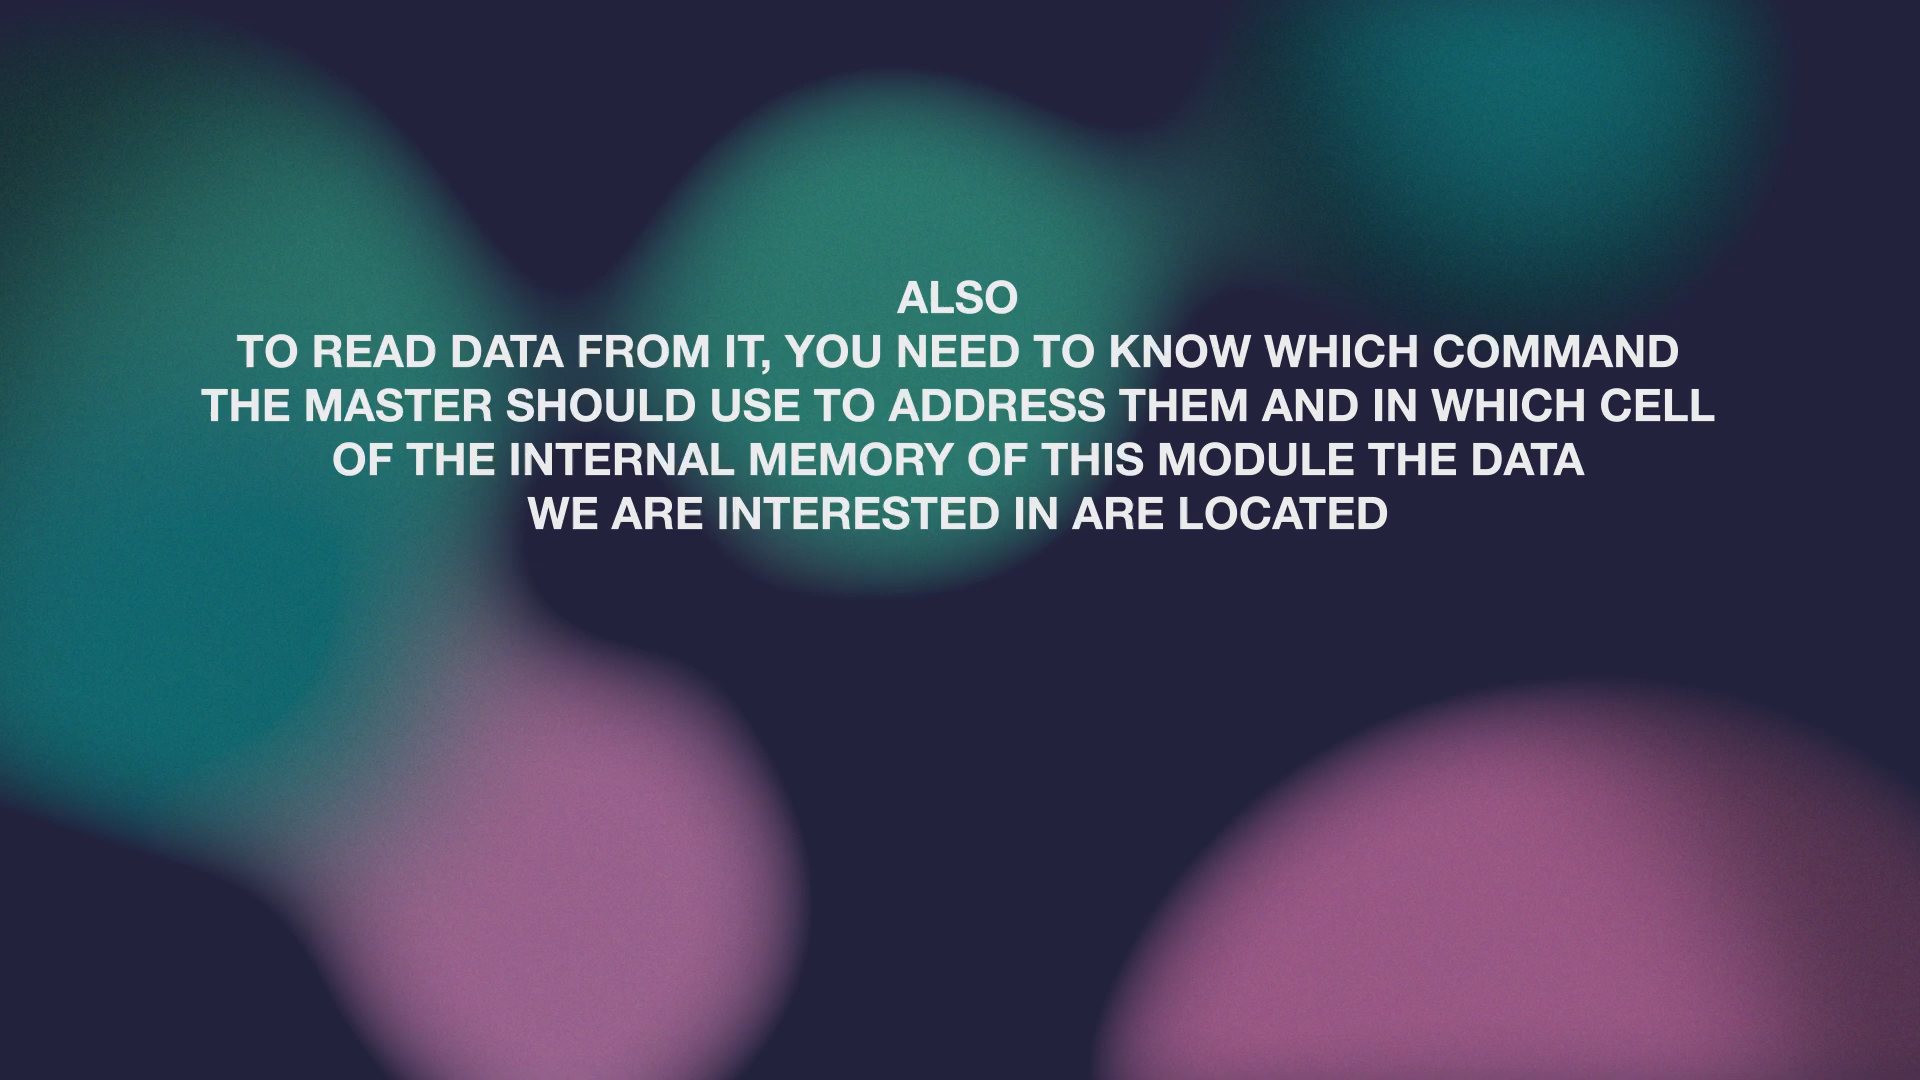 ALSO
TO READ DATA FROM IT, YOU NEED TO KNOW WHICH COMMAND
THE MASTER SHOULD USE TO ADDRESS THEM AND IN WHICH CELL
OF THE INTERNAL MEMORY OF THIS MODULE THE DATA
WE ARE INTERESTED IN ARE LOCATED